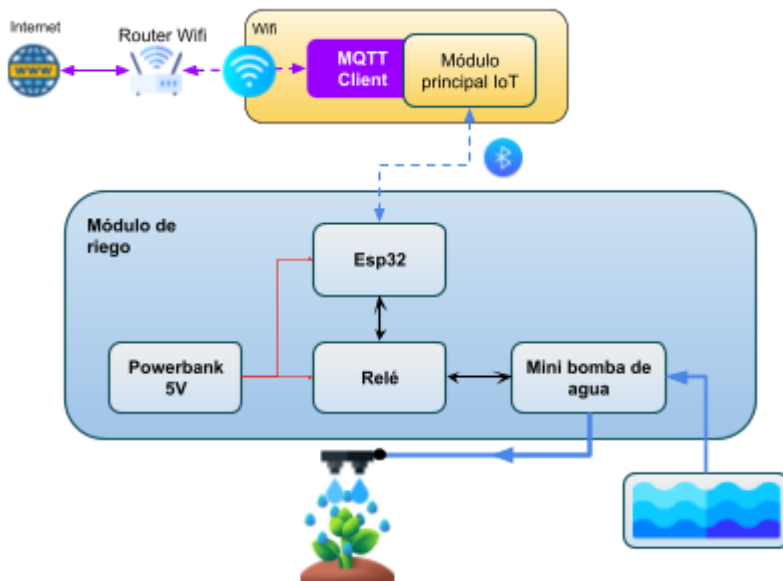 Internet
Router Wifi
Wifi
WWW
MQTT
Client
Módulo
principal IoT
Módulo de
riego
Esp32
Powerbank
5V
Relé
Mini bomba de
agua